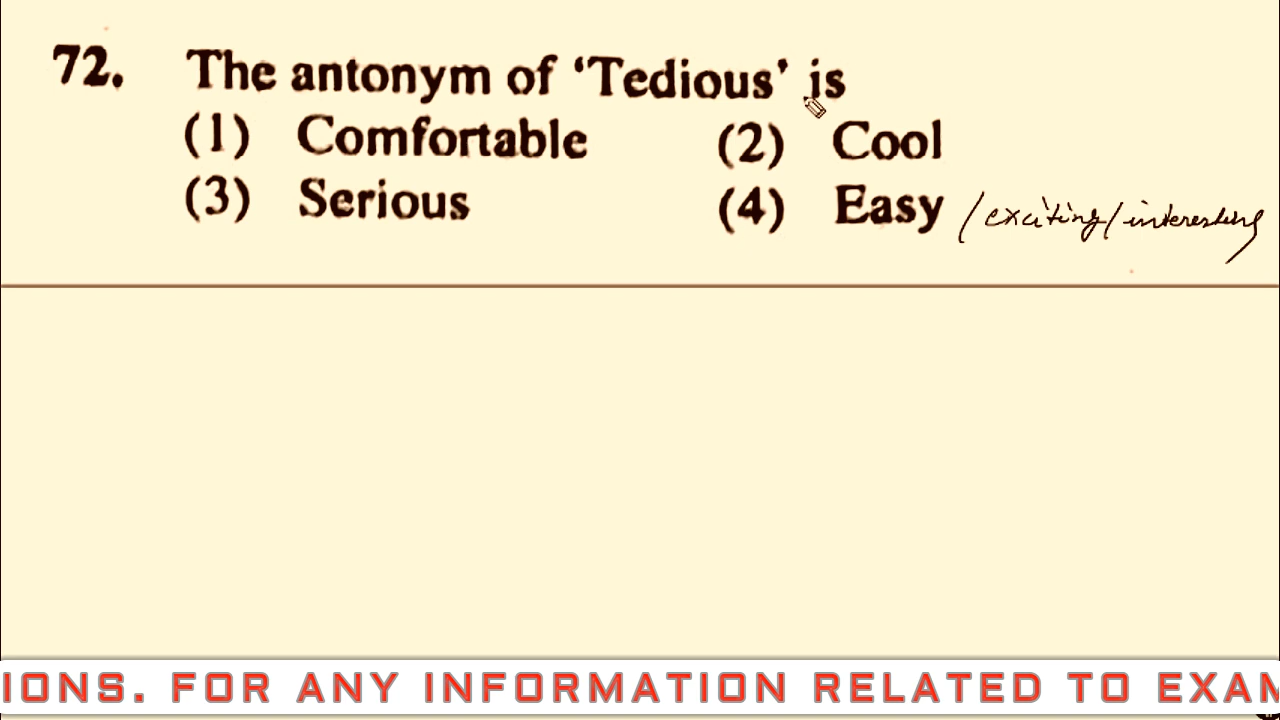 72. The antonym of ‘Tedious’ is
(1) Comfortable (2) Cool
(3) Serious (4) Easy /exciting/interesting
IONS. FOR ANY INFORMATION RELATED TO EXAM